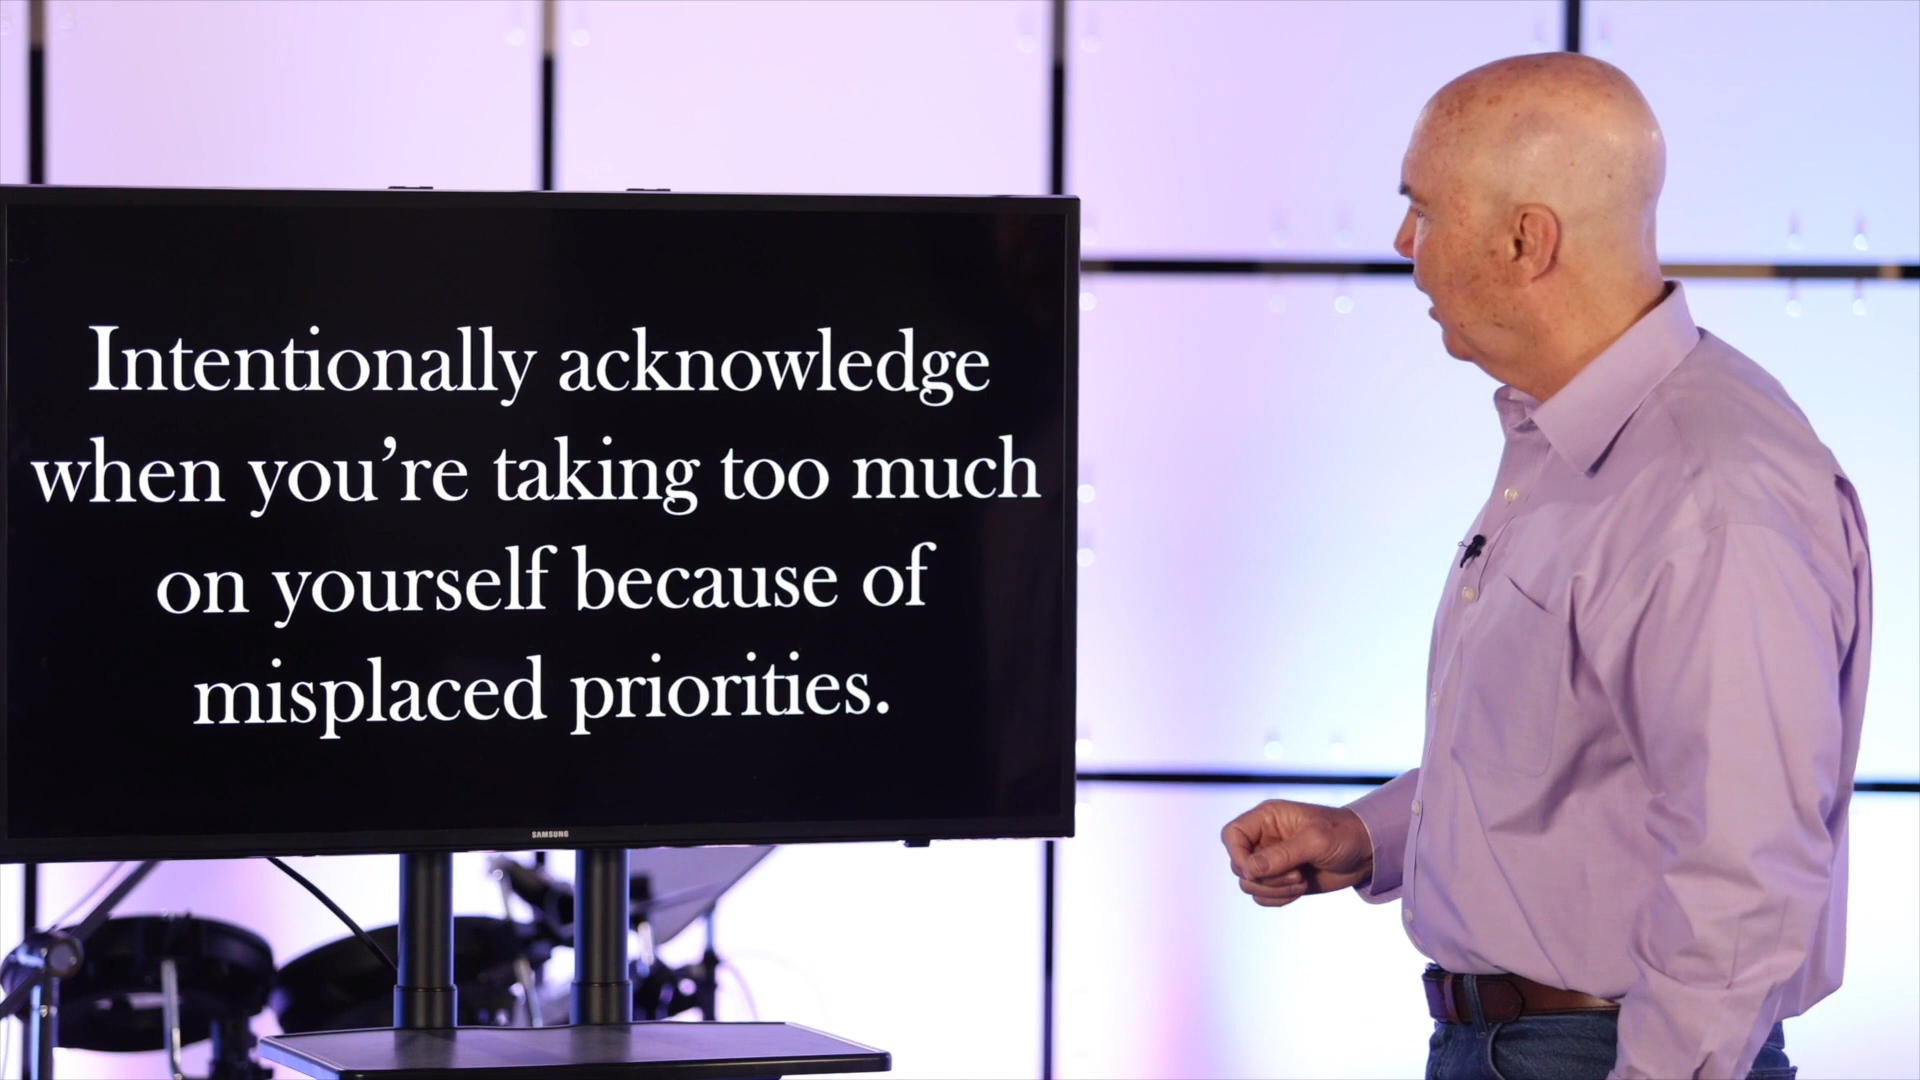 Intentionally acknowledge
when you’re taking too much
on yourself because of
misplaced priorities.
SAMSUNG